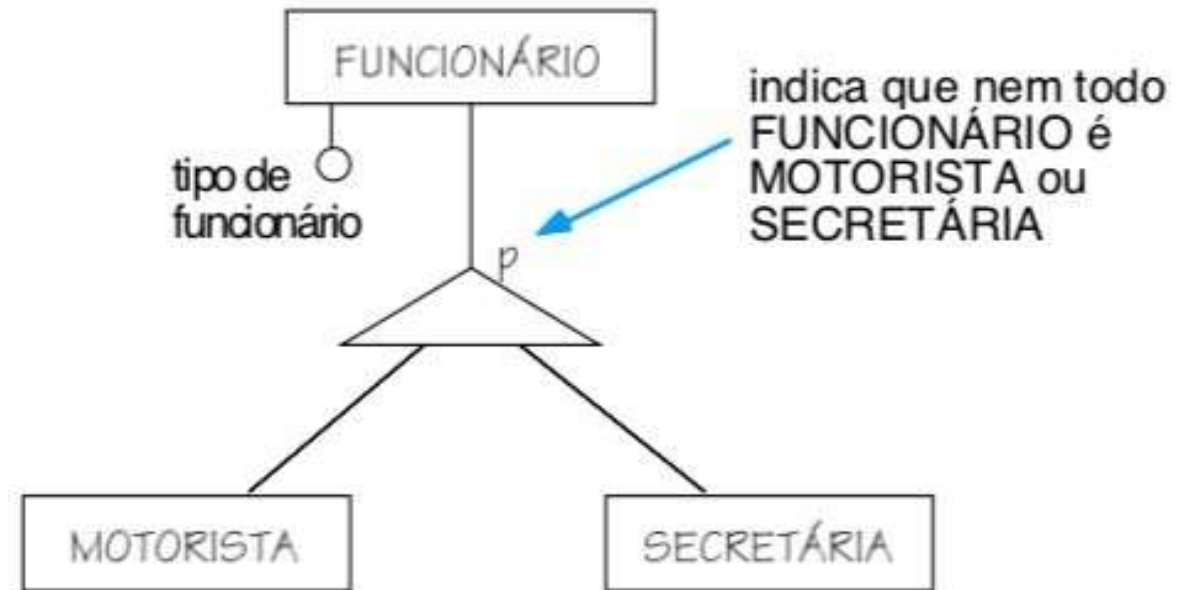 FUNCIONÁRIO
indica que nem todo
FUNCIONÁRIO é
MOTORISTA ou
SECRETÁRIA
tipo de
funcionário
p
MOTORISTA
SECRETÁRIA